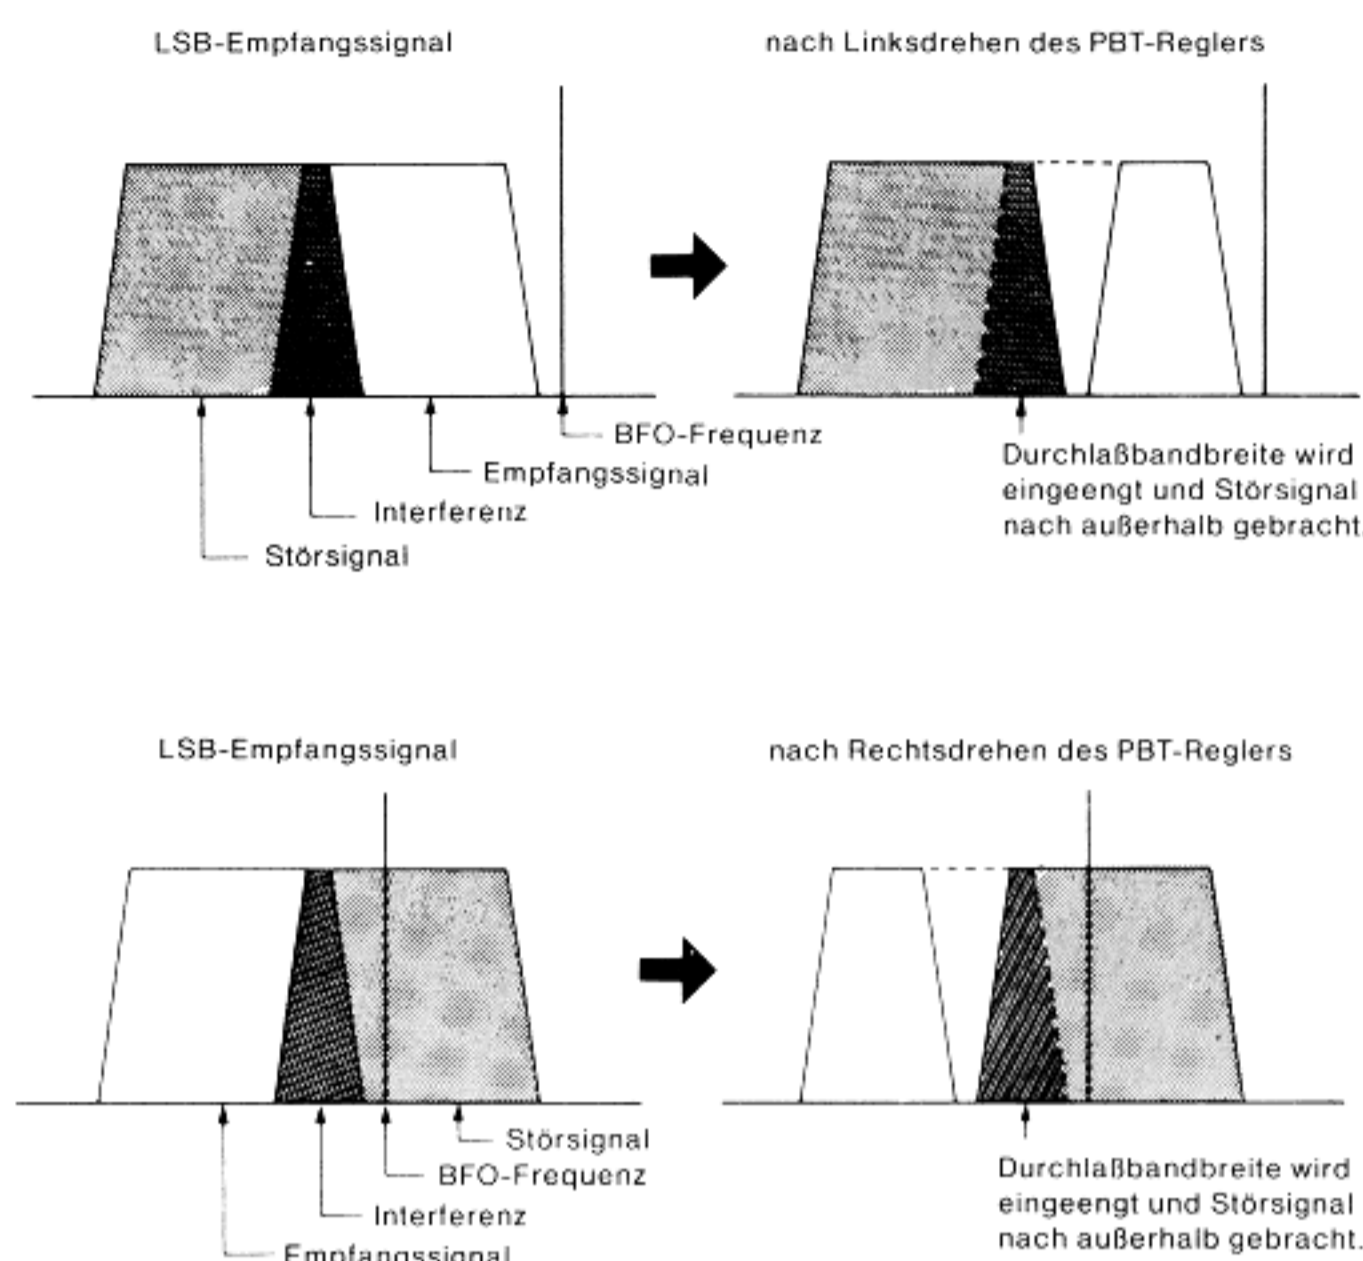 LSB-Empfangssignal
nach Linksdrehen des PBT-Reglers
BFO-Frequenz
Empfangssignal
Interferenz
Störsignal
Durchlaßbandbreite wird
eingeengt und Störsignal
nach außerhalb gebracht.
LSB-Empfangssignal
nach Rechtsdrehen des PBT-Reglers
Störsignal
BFO-Frequenz
Interferenz
Empfangssignal
Durchlaßbandbreite wird
eingeengt und Störsignal
nach außerhalb gebracht.